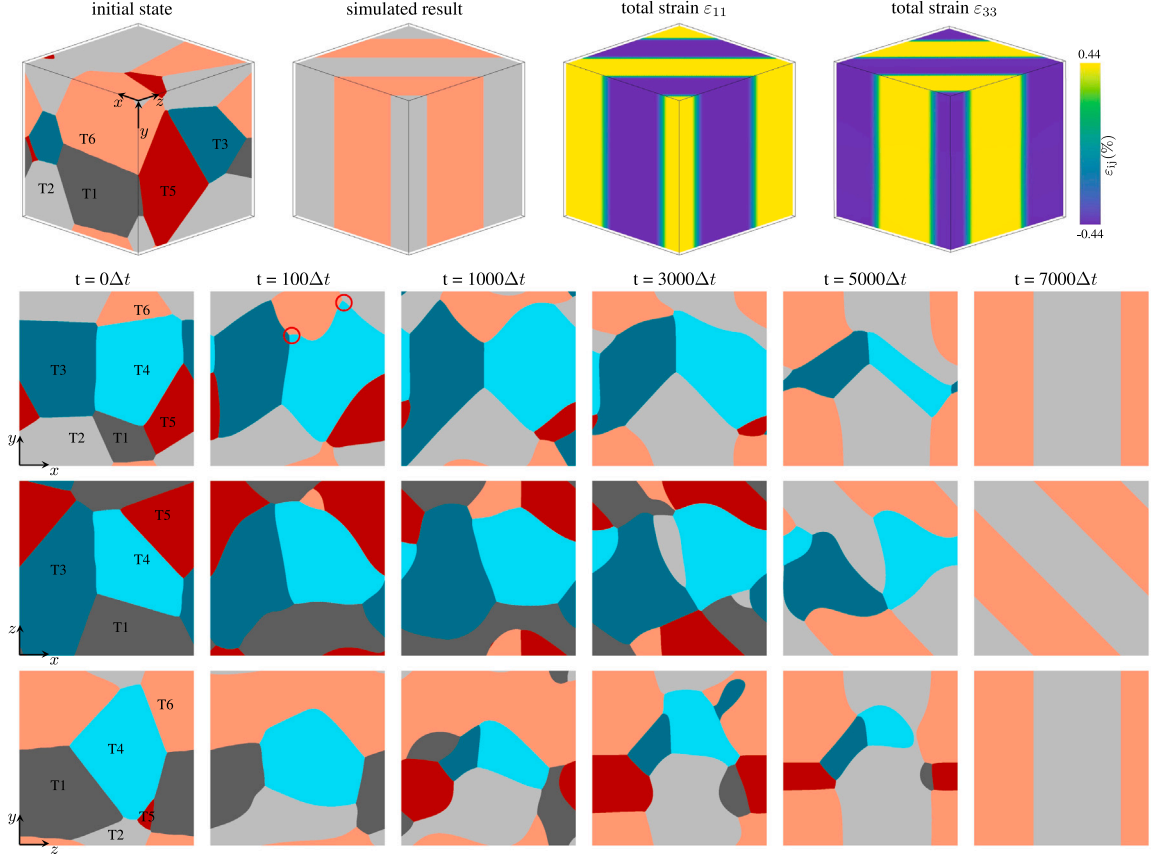 initial state
simulated result
total strain ε₁₁
total strain ε₃₃
x
z
y
T6
T3
T2
T1
T5
0.44
εᵢⱼ(%)
-0.44
t = 0Δt
t = 100Δt
t = 1000Δt
t = 3000Δt
t = 5000Δt
t = 7000Δt
T6
T3
T4
T5
T2
T1
y
x
T5
T4
T3
T1
z
x
T6
T4
T1
T5
T2
y
z